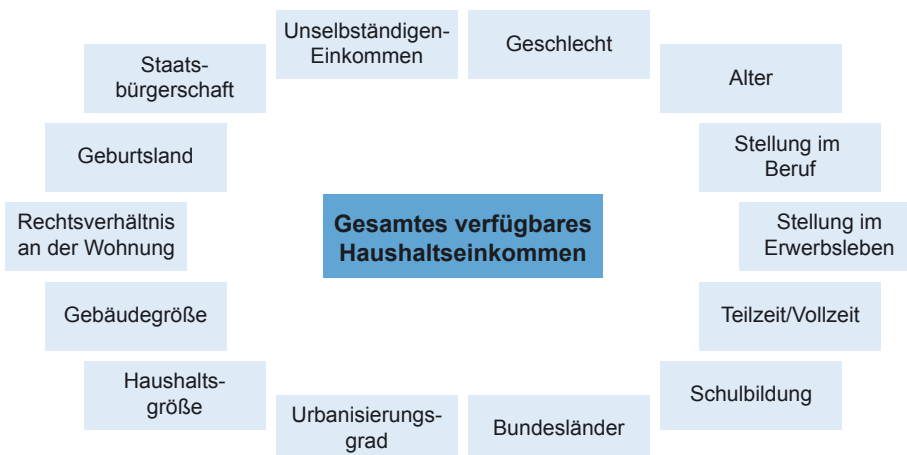 Unselbständigen-
Einkommen
Geschlecht
Staats-
bürgerschaft
Alter
Geburtsland
Stellung im
Beruf
Rechtsverhältnis
an der Wohnung
Gesamtes verfügbares
Haushaltseinkommen
Stellung im
Erwerbsleben
Gebäudegröße
Teilzeit/Vollzeit
Haushalts-
größe
Schulbildung
Urbanisierungs-
grad
Bundesländer